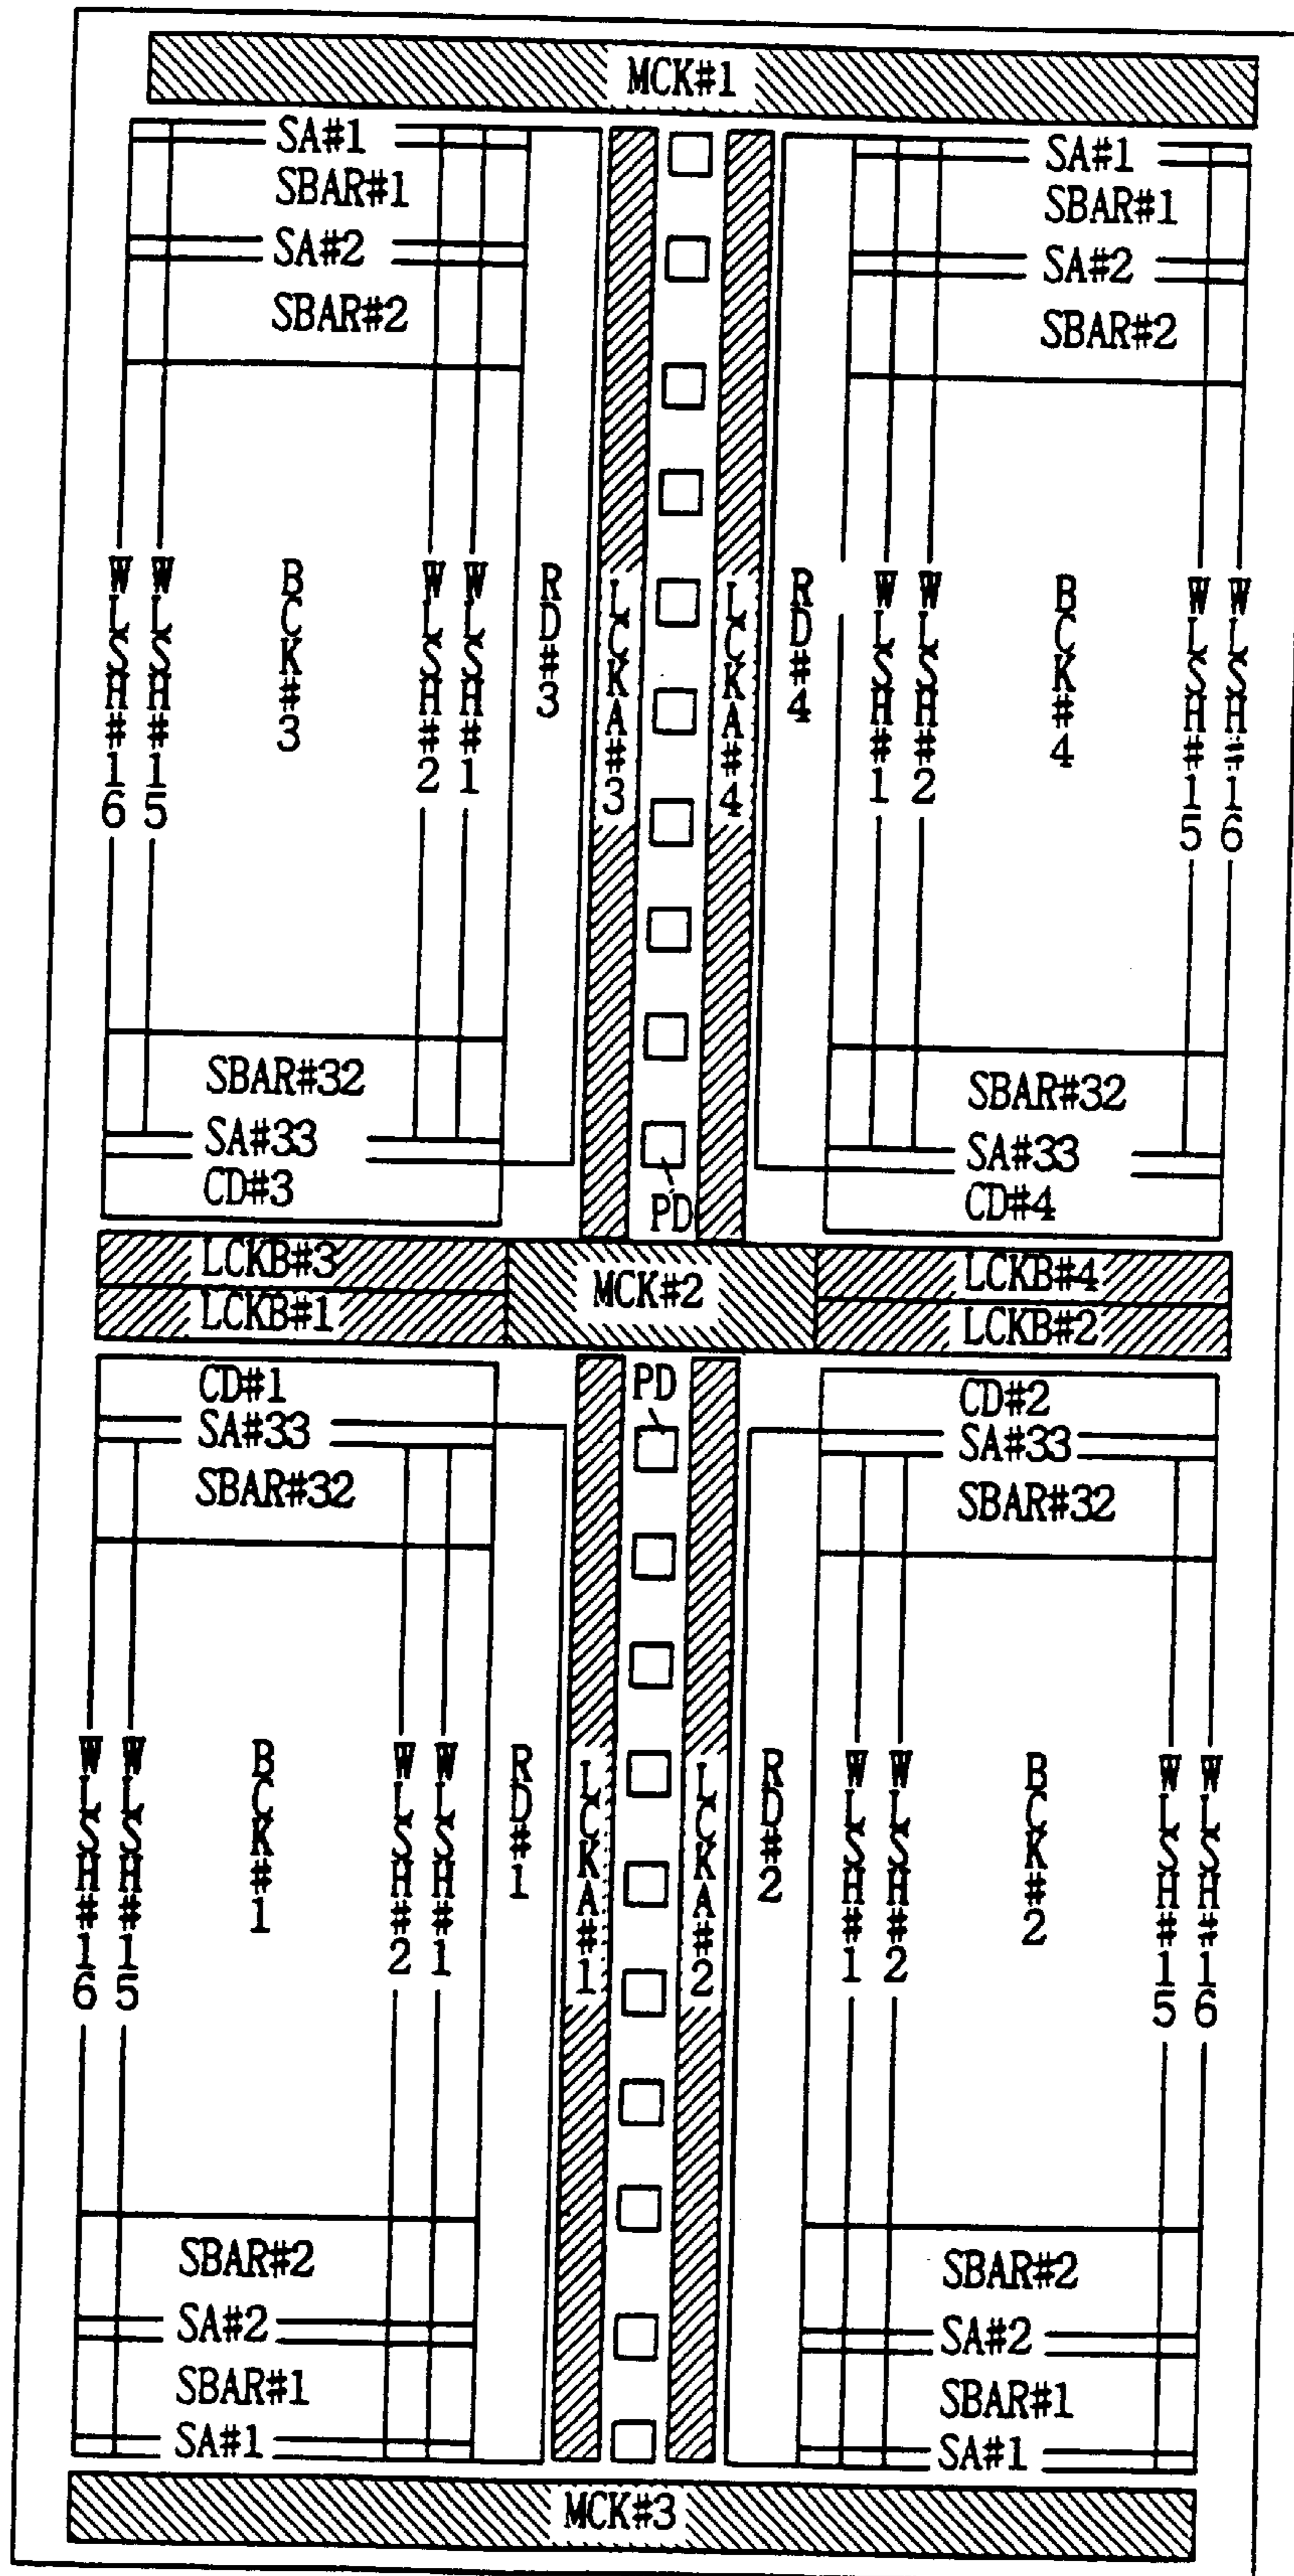 MCK#1
SA#1
SBAR#1
SA#2
SBAR#2
SA#1
SBAR#1
SA#2
SBAR#2
WLSH#16
WLSH#15
BCK#3
WLSH#2
WLSH#1
RD#3
LCKA#3
LCKA#4
RD#4
WLSH#1
WLSH#2
BCK#4
WLSH#15
WLSH#16
SBAR#32
SA#33
CD#3
PD
SBAR#32
SA#33
CD#4
LCKB#3
LCKB#1
MCK#2
LCKB#4
LCKB#2
CD#1
SA#33
SBAR#32
PD
CD#2
SA#33
SBAR#32
WLSH#16
WLSH#15
BCK#1
WLSH#2
WLSH#1
RD#1
LCKA#1
LCKA#2
RD#2
WLSH#1
WLSH#2
BCK#2
WLSH#15
WLSH#16
SBAR#2
SA#2
SBAR#1
SA#1
SBAR#2
SA#2
SBAR#1
SA#1
MCK#3